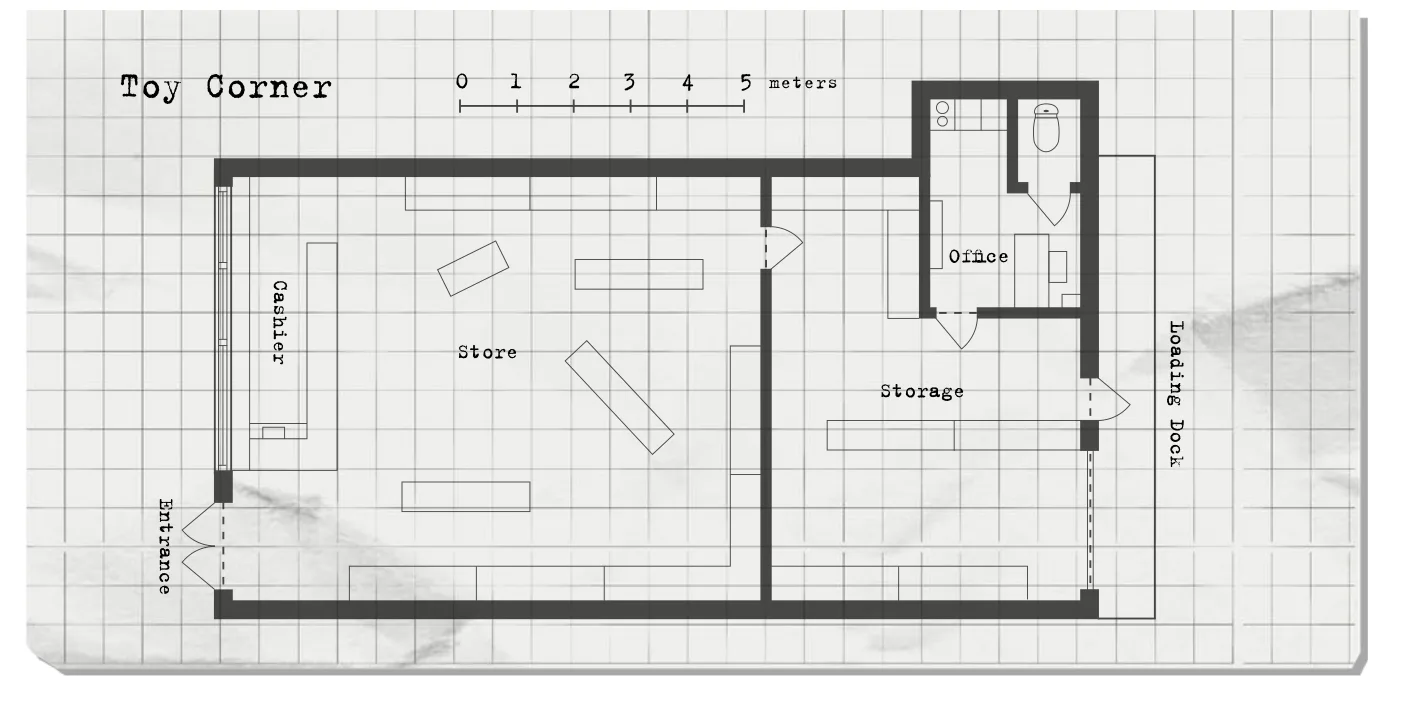 Toy Corner
0 1 2 3 4 5 meters
Office
Cashier
Store
Storage
Loading Dock
Entrance